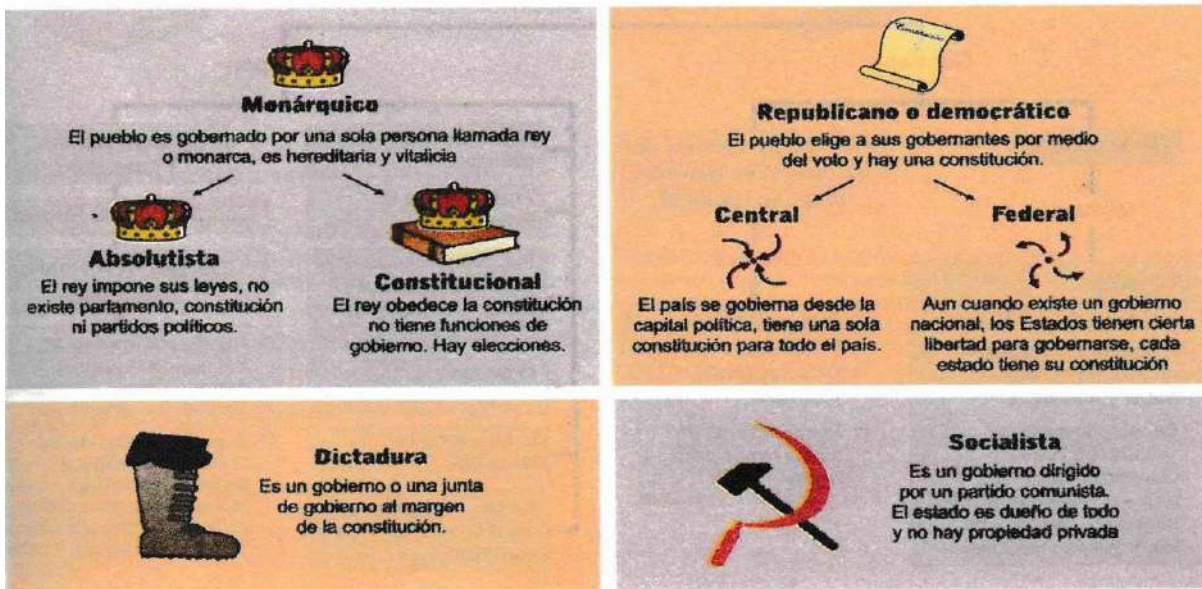 Monárquico
El pueblo es gobernado por una sola persona llamada rey
o monarca, es hereditaria y vitalicia
Absolutista
El rey impone sus leyes, no
existe parlamento, constitución
ni partidos políticos.
Constitucional
El rey obedece la constitución
no tiene funciones de
gobierno. Hay elecciones.
Constitución
Republicano o democrático
El pueblo elige a sus gobernantes por medio
del voto y hay una constitución.
Central
El país se gobierna desde la
capital política, tiene una sola
constitución para todo el país.
Federal
Aun cuando existe un gobierno
nacional, los Estados tienen cierta
libertad para gobernarse, cada
estado tiene su constitución
Dictadura
Es un gobierno o una junta
de gobierno al margen
de la constitución.
Socialista
Es un gobierno dirigido
por un partido comunista.
El estado es dueño de todo
y no hay propiedad privada